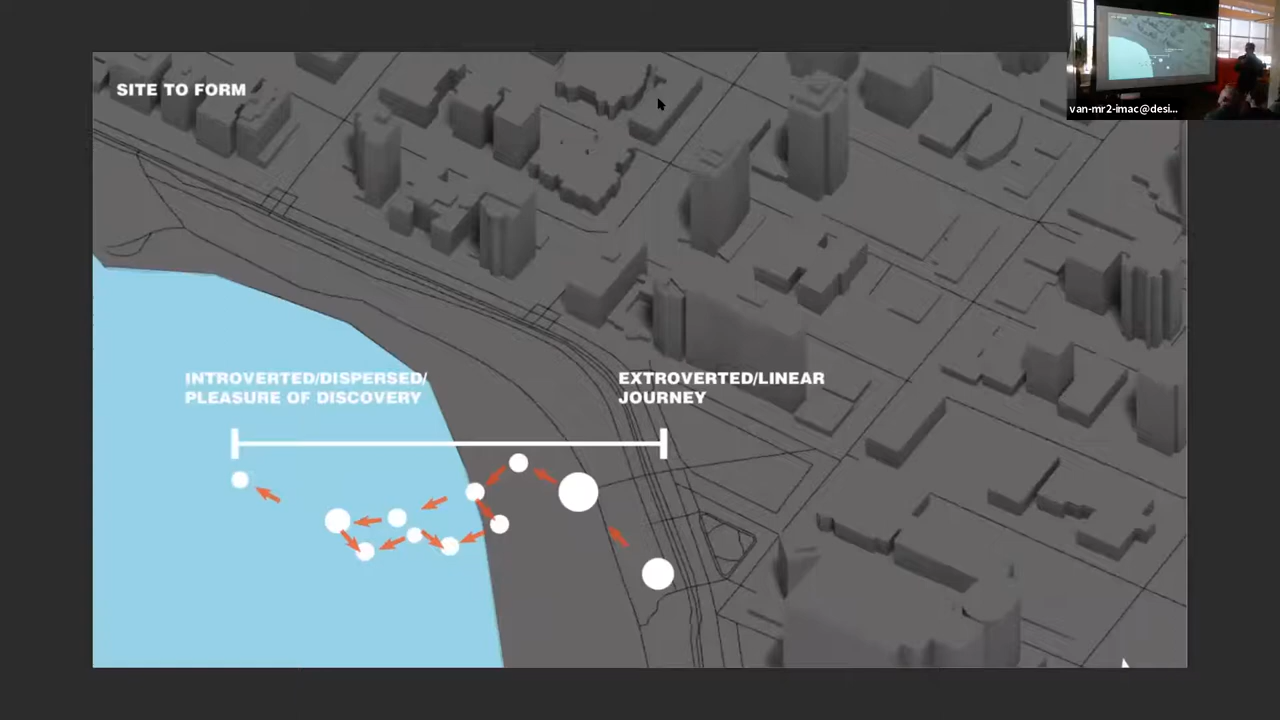 SITE TO FORM
van-mr2-imac@desi...
INTROVERTED/DISPERSED/
PLEASURE OF DISCOVERY
EXTROVERTED/LINEAR
JOURNEY